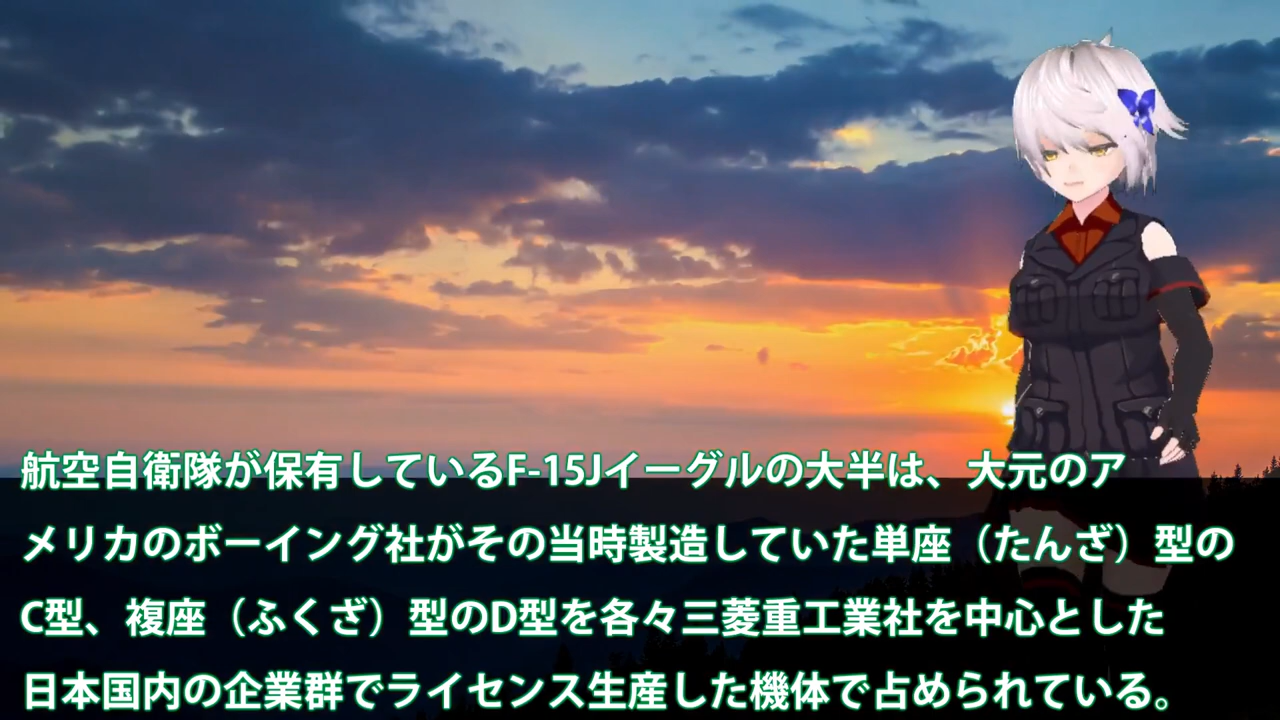 航空自衛隊が保有しているF-15Jイーグルの大半は、大元のア
メリカのボーイング社がその当時製造していた単座（たんざ）型の
C型、複座（ふくざ）型のD型を各々三菱重工業社を中心とした
日本国内の企業群でライセンス生産した機体で占められている。